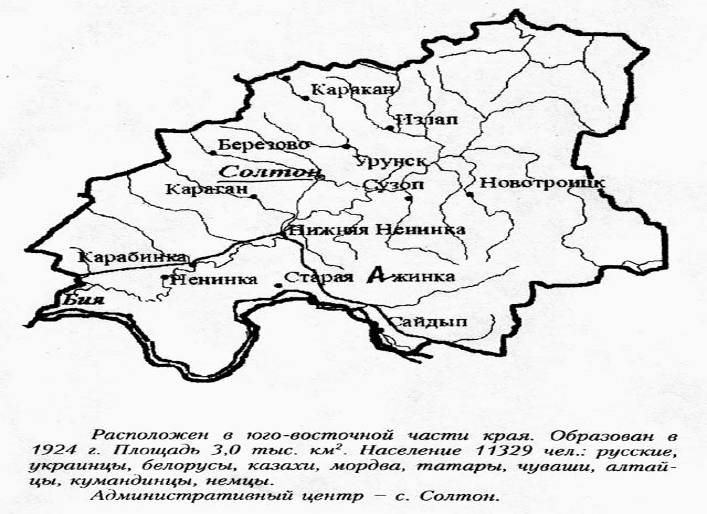 Каракан
Излап
Березово
Урунск
Солтон
Сузоп
Новотроицк
Караган
Нижняя Ненинка
Карабинка
Ненинка
Старая Ажинка
Бия
Сайдып
Расположен в юго-восточной части края. Образован в
1924 г. Площадь 3,0 тыс. км². Население 11329 чел.: русские,
украинцы, белорусы, казахи, мордва, татары, чуваши, алтай-
цы, кумандинцы, немцы.
Административный центр – с. Солтон.